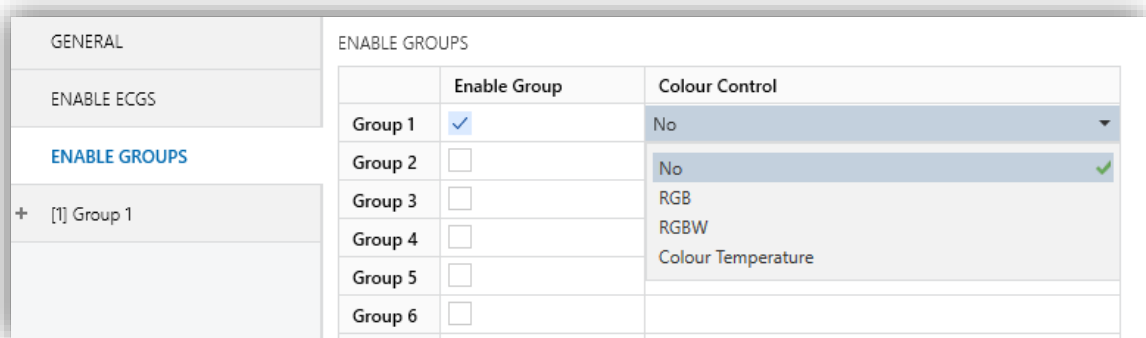 GENERAL
ENABLE ECGS
ENABLE GROUPS
+ [1] Group 1
ENABLE GROUPS
Enable Group Colour Control
Group 1 No
Group 2
Group 3
Group 4
Group 5
Group 6
No
RGB
RGBW
Colour Temperature